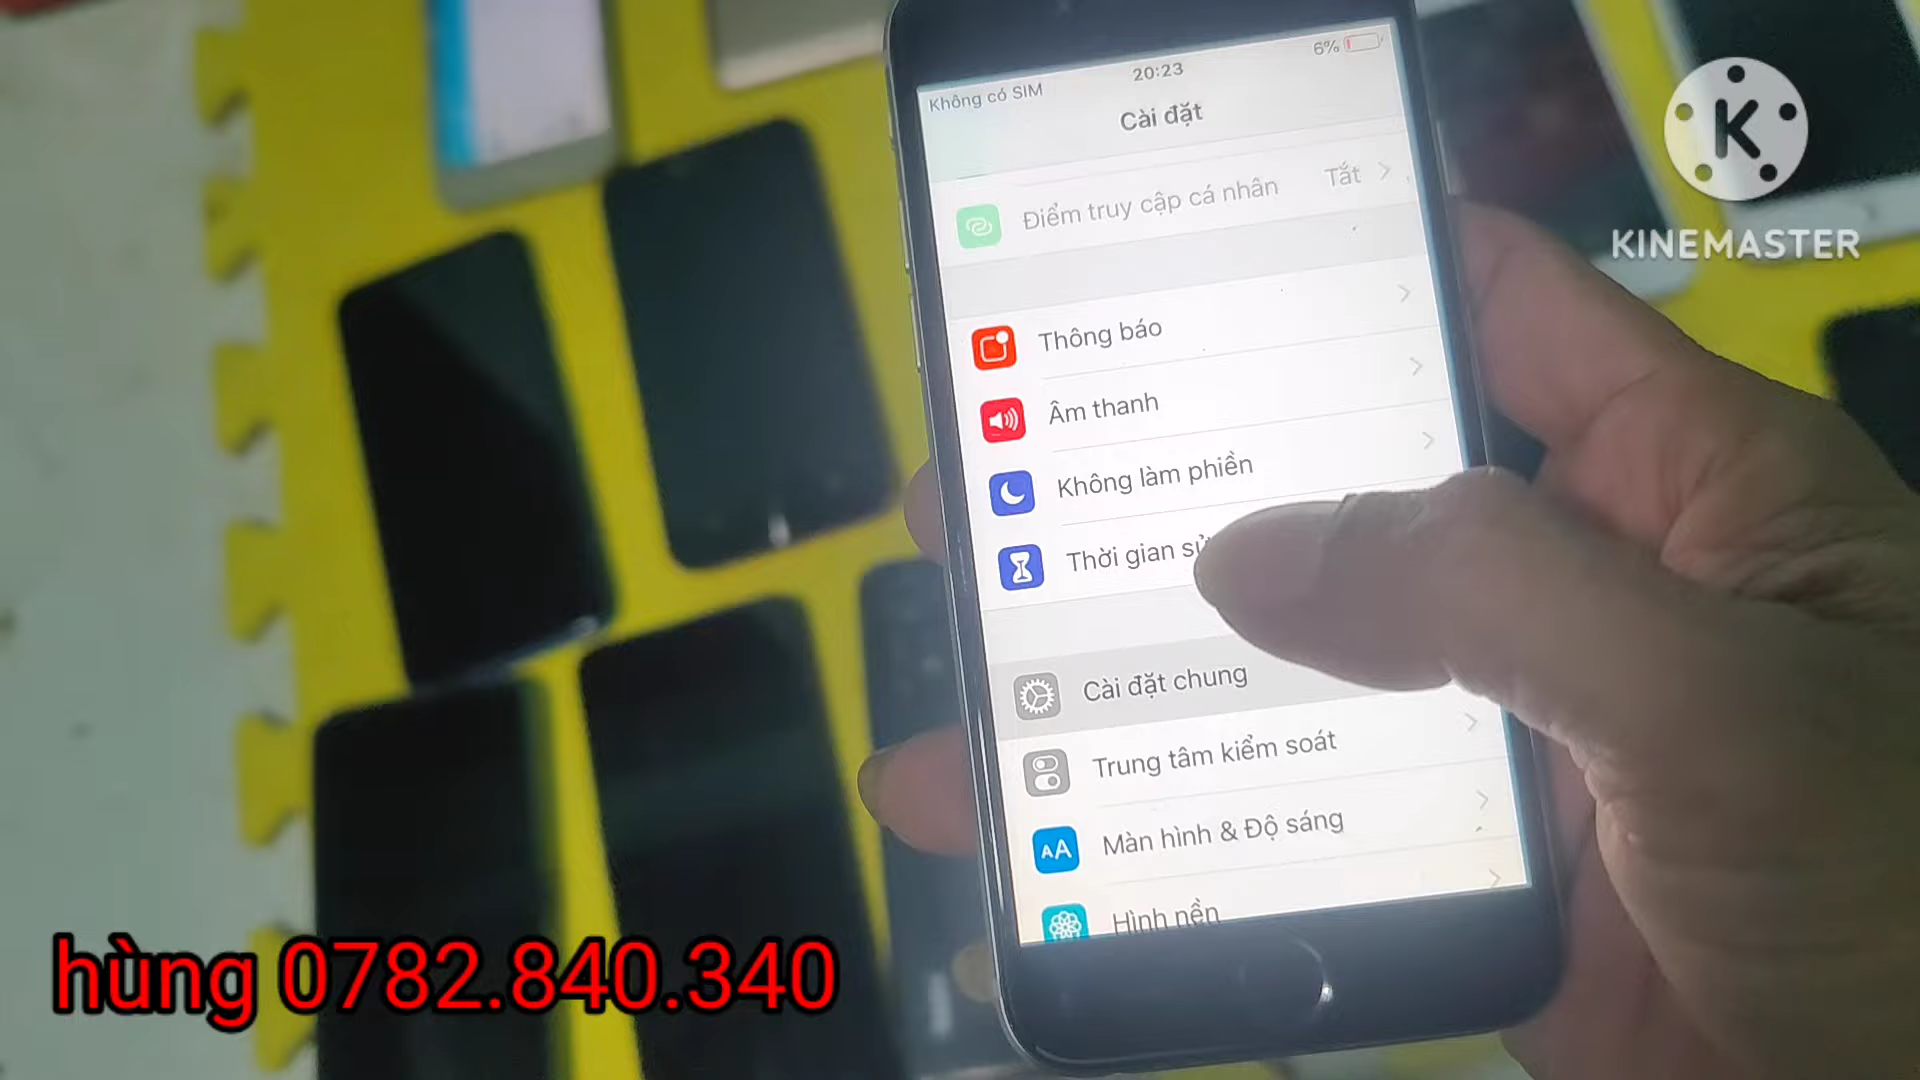 6%
20:23
Không có SIM
Cài đặt
Điểm truy cập cá nhân Tắt
Thông báo
Âm thanh
Không làm phiền
Thời gian
Cài đặt chung
Trung tâm kiểm soát
AA Màn hình & Độ sáng
Hình nền
K
KINEMASTER
hùng 0782.840.340